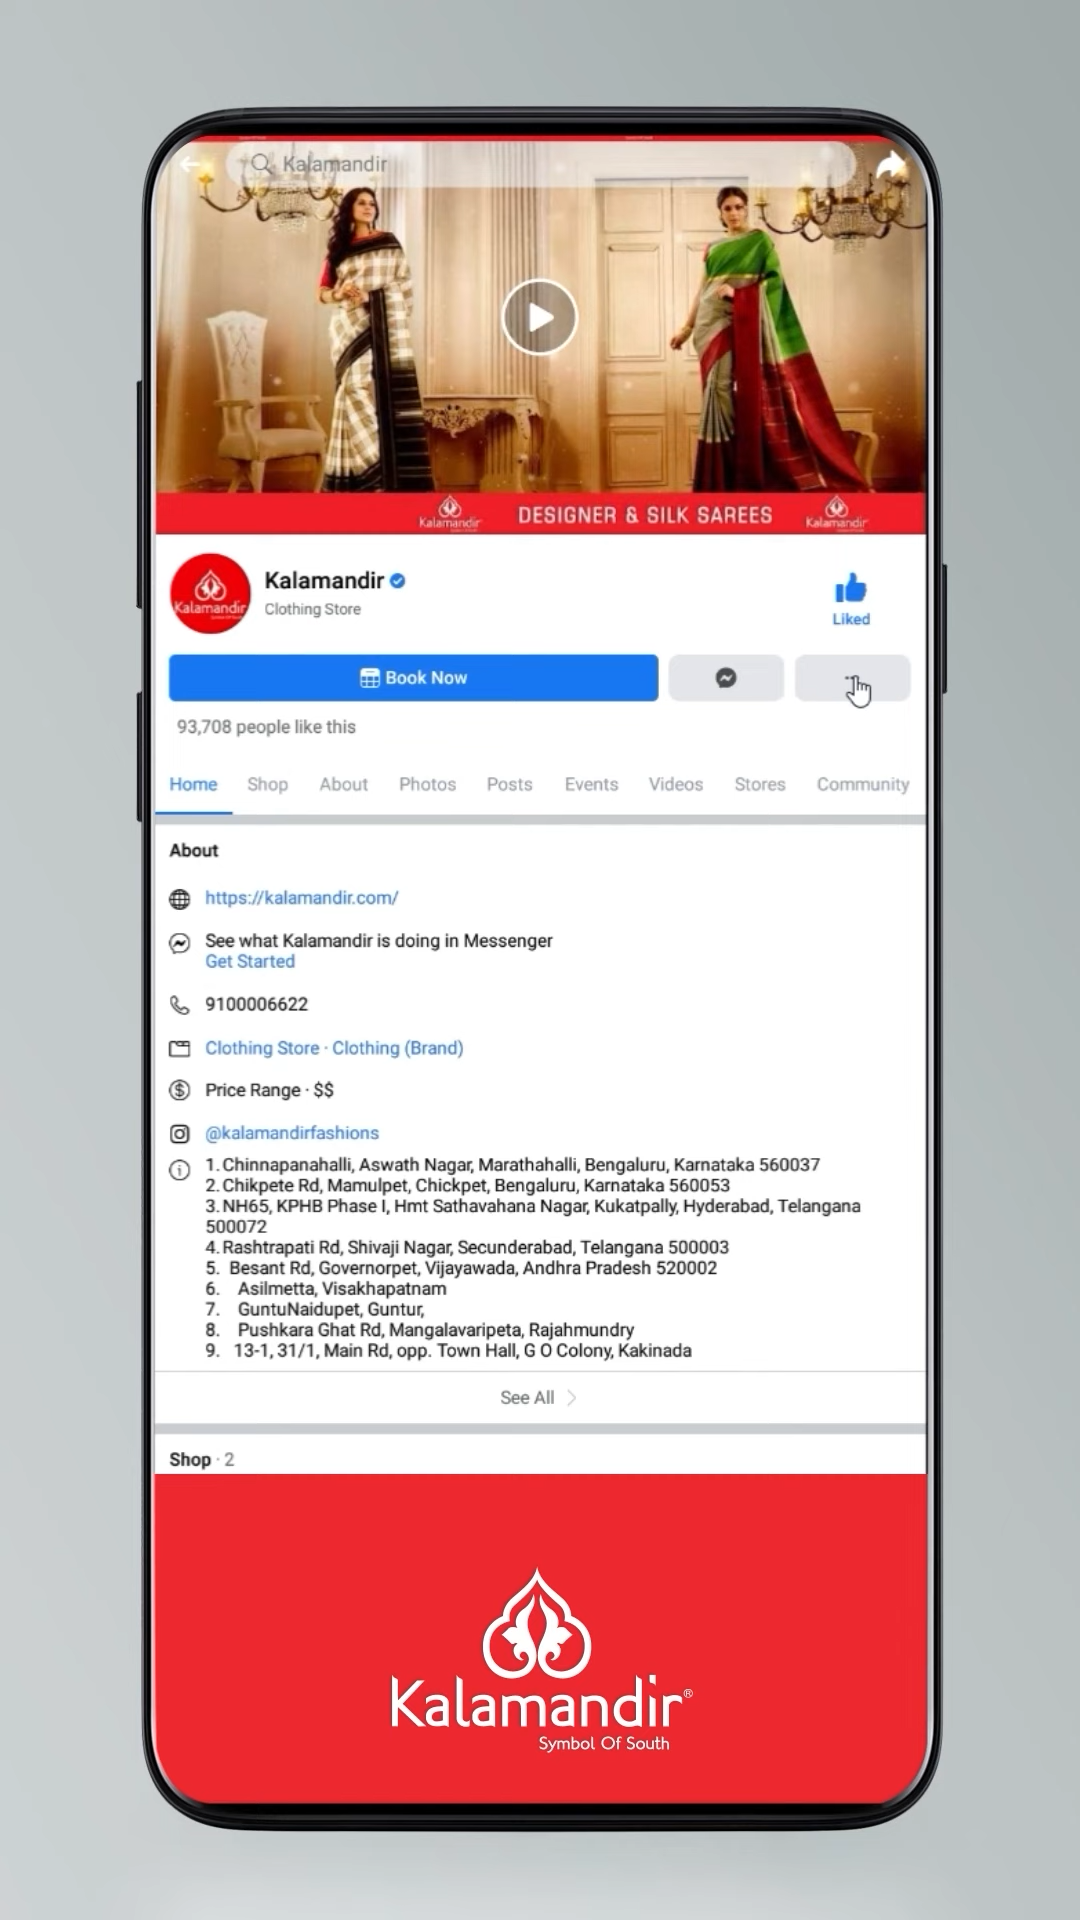 Kalamandir
Kalamandir
DESIGNER & SILK SAREES
Kalamandir
Kalamandir
Kalamandir
Clothing Store
Liked
Book Now
93,708 people like this
Home Shop About Photos Posts Events Videos Stores Community
About
https://kalamandir.com/
See what Kalamandir is doing in Messenger
Get Started
9100006622
Clothing Store · Clothing (Brand)
Price Range · $$
@kalamandirfashions
1. Chinnapanahalli, Aswath Nagar, Marathahalli, Bengaluru, Karnataka 560037
2. Chikpete Rd, Mamulpet, Chickpet, Bengaluru, Karnataka 560053
3. NH65, KPHB Phase I, Hmt Sathavahana Nagar, Kukatpally, Hyderabad, Telangana
500072
4. Rashtrapati Rd, Shivaji Nagar, Secunderabad, Telangana 500003
5. Besant Rd, Governorpet, Vijayawada, Andhra Pradesh 520002
6. Asilmetta, Visakhapatnam
7. GuntuNaidupet, Guntur,
8. Pushkara Ghat Rd, Mangalavaripeta, Rajahmundry
9. 13-1, 31/1, Main Rd, opp. Town Hall, G O Colony, Kakinada
See All
Shop · 2
Kalamandir®
Symbol Of South